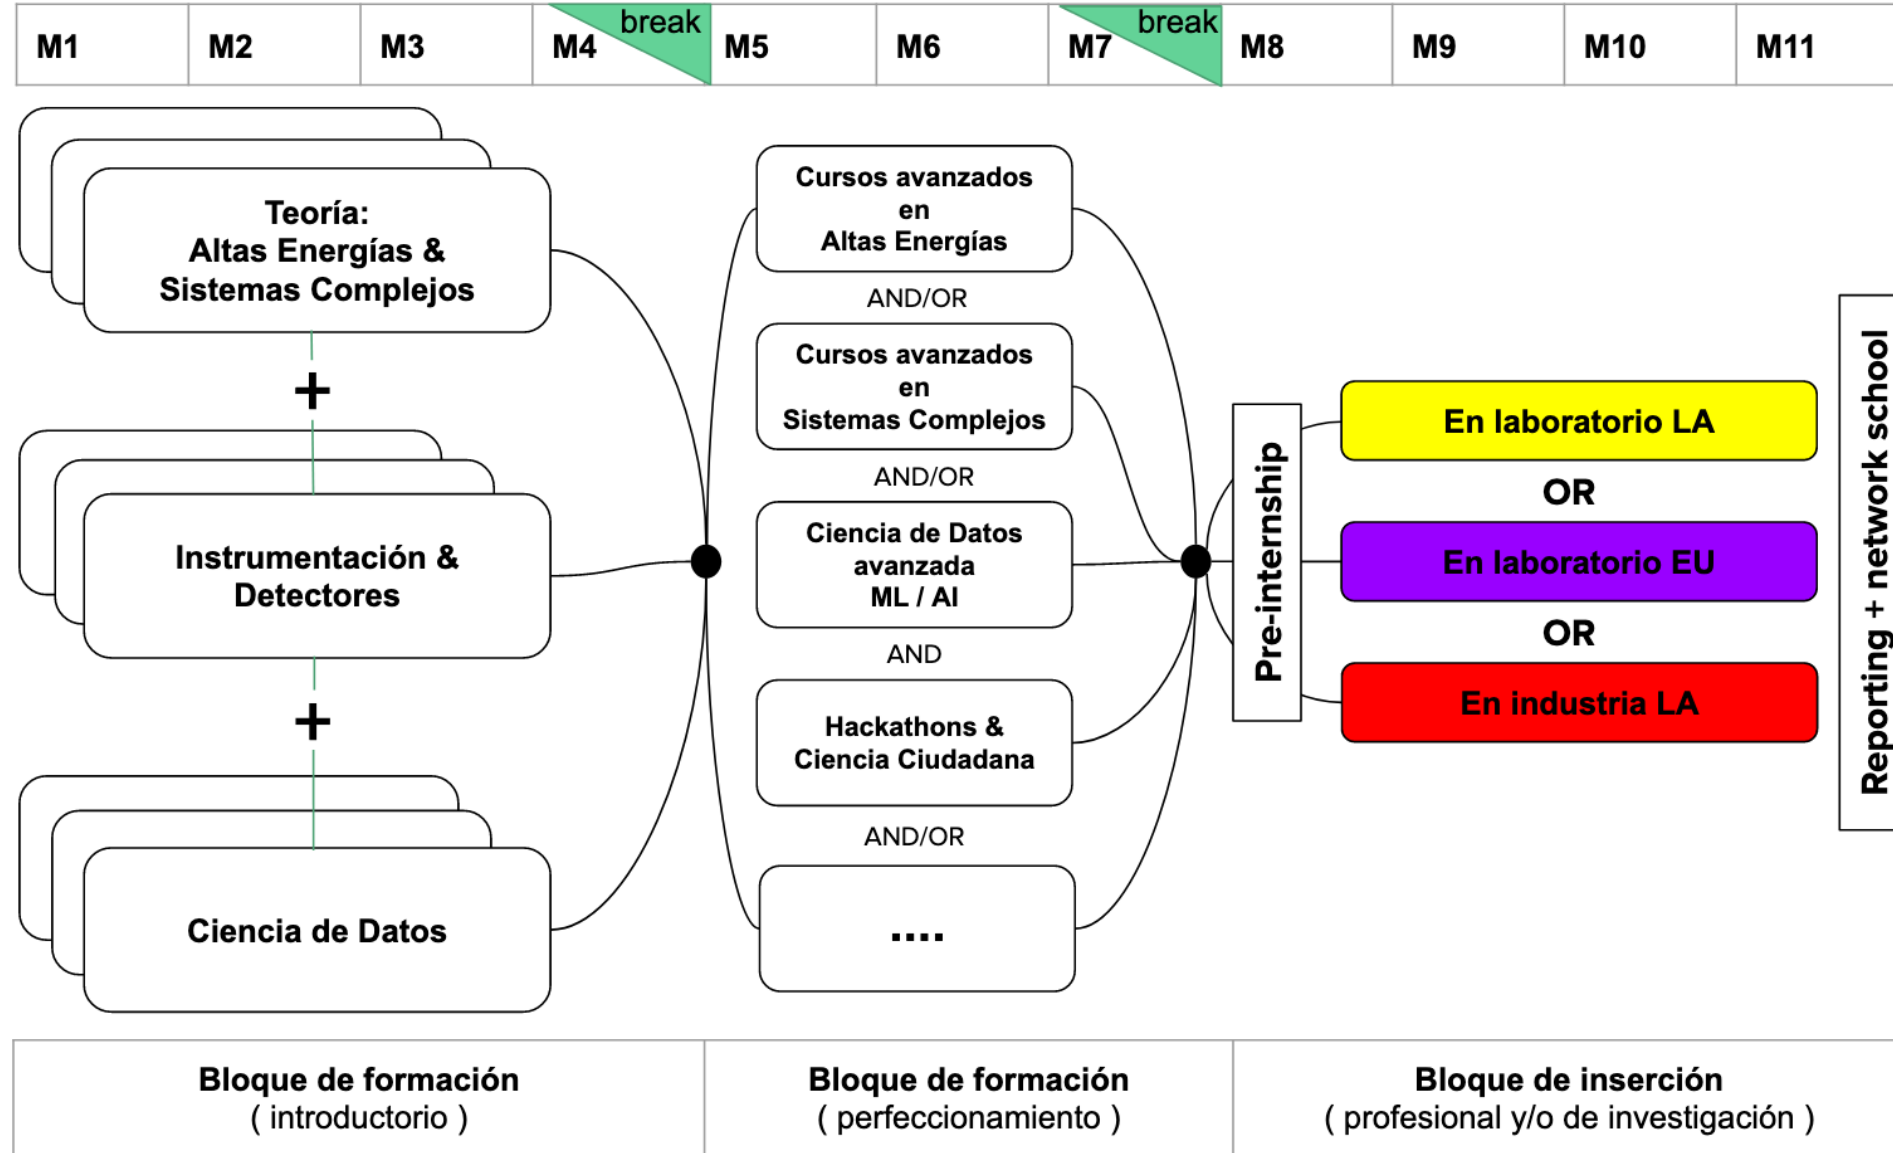 M1 M2 M3 M4 break M5 M6 M7 break M8 M9 M10 M11
Teoría:
Altas Energías &
Sistemas Complejos
+
Instrumentación &
Detectores
+
Ciencia de Datos
Cursos avanzados
en
Altas Energías
AND/OR
Cursos avanzados
en
Sistemas Complejos
AND/OR
Ciencia de Datos
avanzada
ML / AI
AND
Hackathons &
Ciencia Ciudadana
AND/OR
....
Pre-internship
En laboratorio LA
OR
En laboratorio EU
OR
En industria LA
Reporting + network school
Bloque de formación
( introductorio )
Bloque de formación
( perfeccionamiento )
Bloque de inserción
( profesional y/o de investigación )